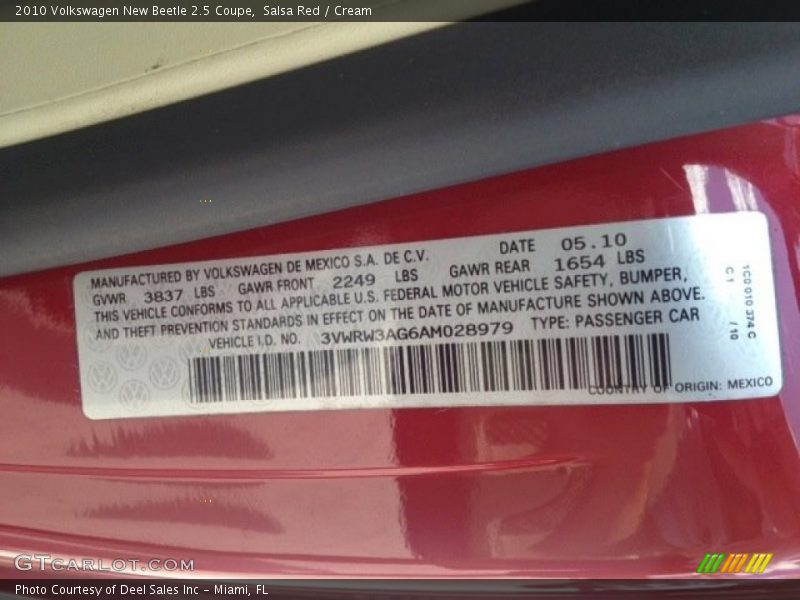 2010 Volkswagen New Beetle 2.5 Coupe,  Salsa Red / Cream
MANUFACTURED BY VOLKSWAGEN DE MEXICO S.A. DE C.V. DATE 05.10
GVWR 3837 LBS GAWR FRONT 2249 LBS GAWR REAR 1654 LBS
THIS VEHICLE CONFORMS TO ALL APPLICABLE U.S. FEDERAL MOTOR VEHICLE SAFETY, BUMPER,
AND THEFT PREVENTION STANDARDS IN EFFECT ON THE DATE OF MANUFACTURE SHOWN ABOVE.
VEHICLE I.D. NO. 3VWRW3AG6AM028979 TYPE: PASSENGER CAR
COUNTRY OF ORIGIN: MEXICO
1C0 010 374 C
C1 /10
GTCARLOT.COM
Photo Courtesy of Deel Sales Inc - Miami, FL